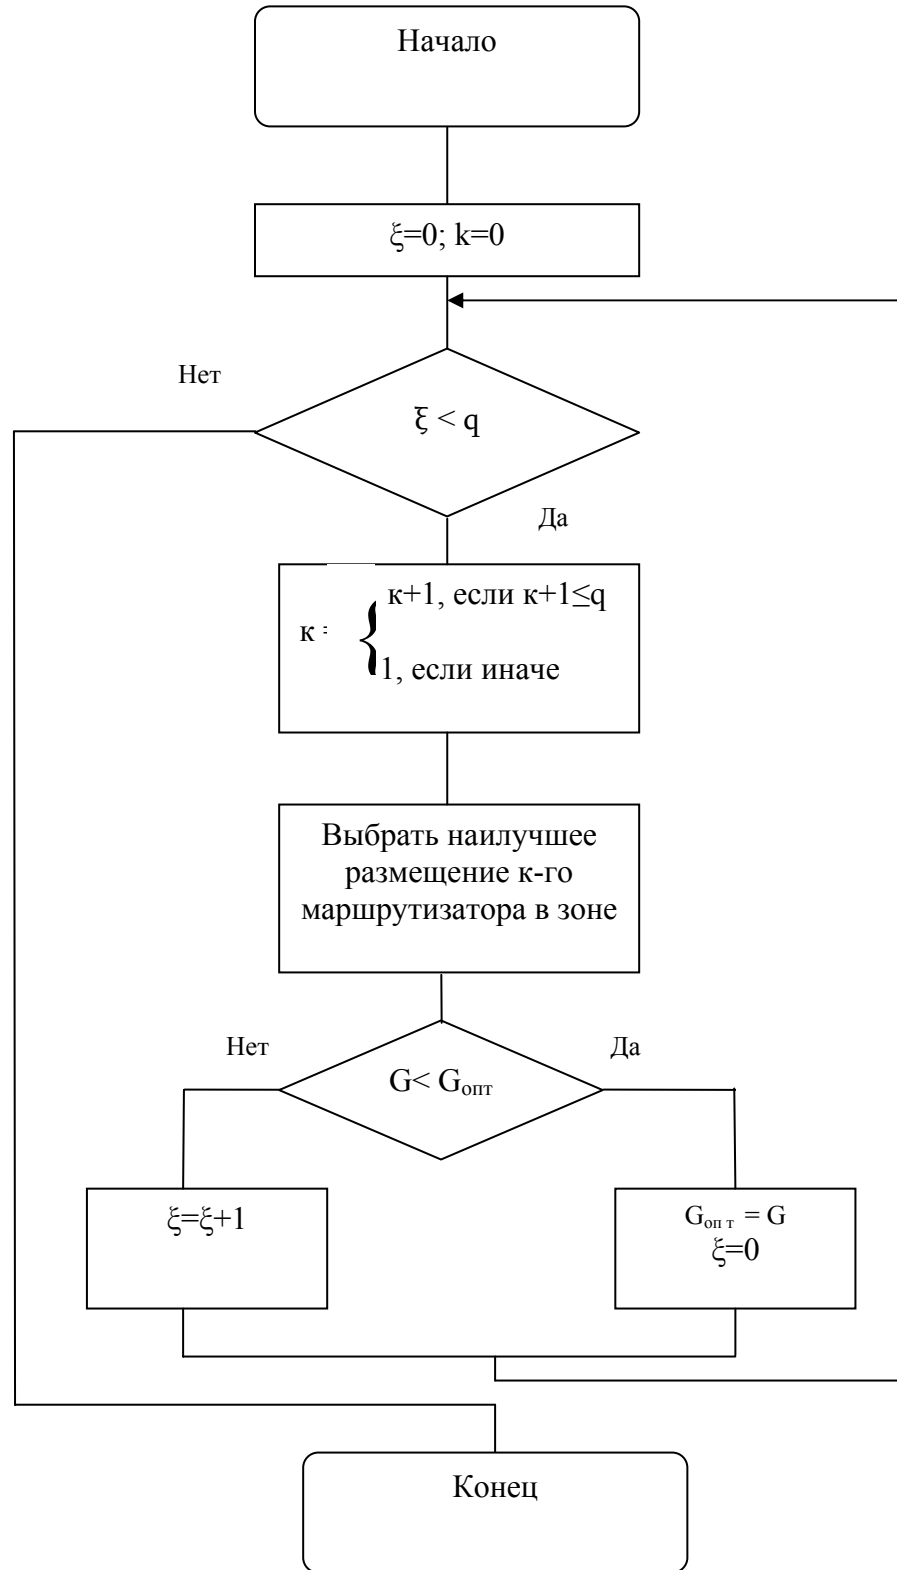 Начало
ξ=0; k=0
Нет
ξ < q
Да
к+1, если к+1≤q
к =
{
1, если иначе
Выбрать наилучшее
размещение к-го
маршрутизатора в зоне
Нет
Да
G< Gопт
ξ=ξ+1
Gоп т = G
ξ=0
Конец